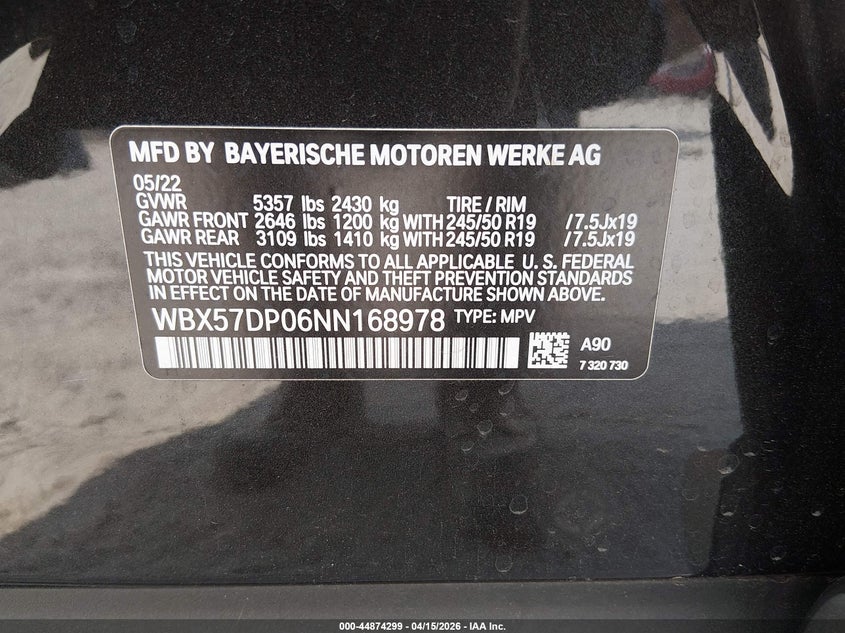 MFD BY BAYERISCHE MOTOREN WERKE AG
05/22
GVWR 5357 lbs 2430 kg TIRE / RIM
GAWR FRONT 2646 lbs 1200 kg WITH 245/50 R19 /7.5Jx19
GAWR REAR 3109 lbs 1410 kg WITH 245/50 R19 /7.5Jx19
THIS VEHICLE CONFORMS TO ALL APPLICABLE U. S. FEDERAL
MOTOR VEHICLE SAFETY AND THEFT PREVENTION STANDARDS
IN EFFECT ON THE DATE OF MANUFACTURE SHOWN ABOVE.
WBX57DP06NN168978 TYPE: MPV
A90
7 320 730
000-44874299 - 04/15/2026 - IAA Inc.